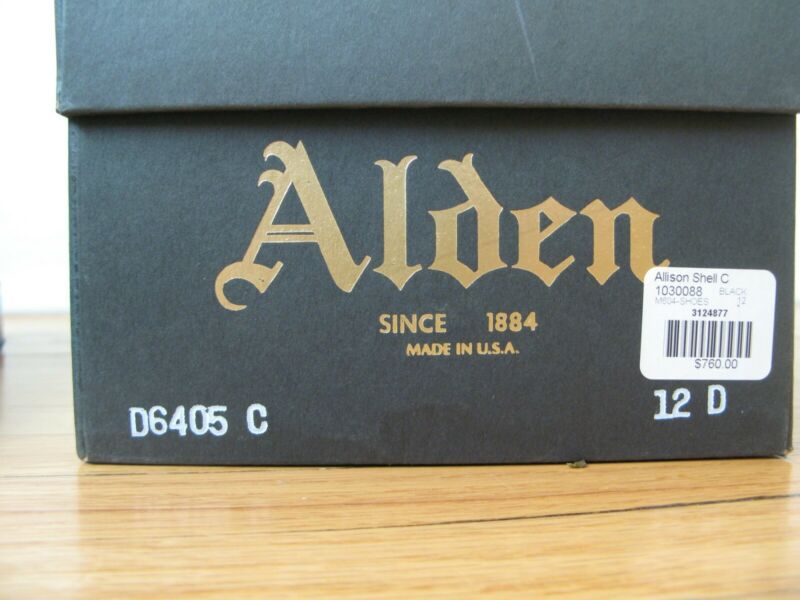 Alden
SINCE 1884
MADE IN U.S.A.
Allison Shell C
1030088 BLACK
M604-SHOES 12
3124877
$760.00
D6405 C
12 D